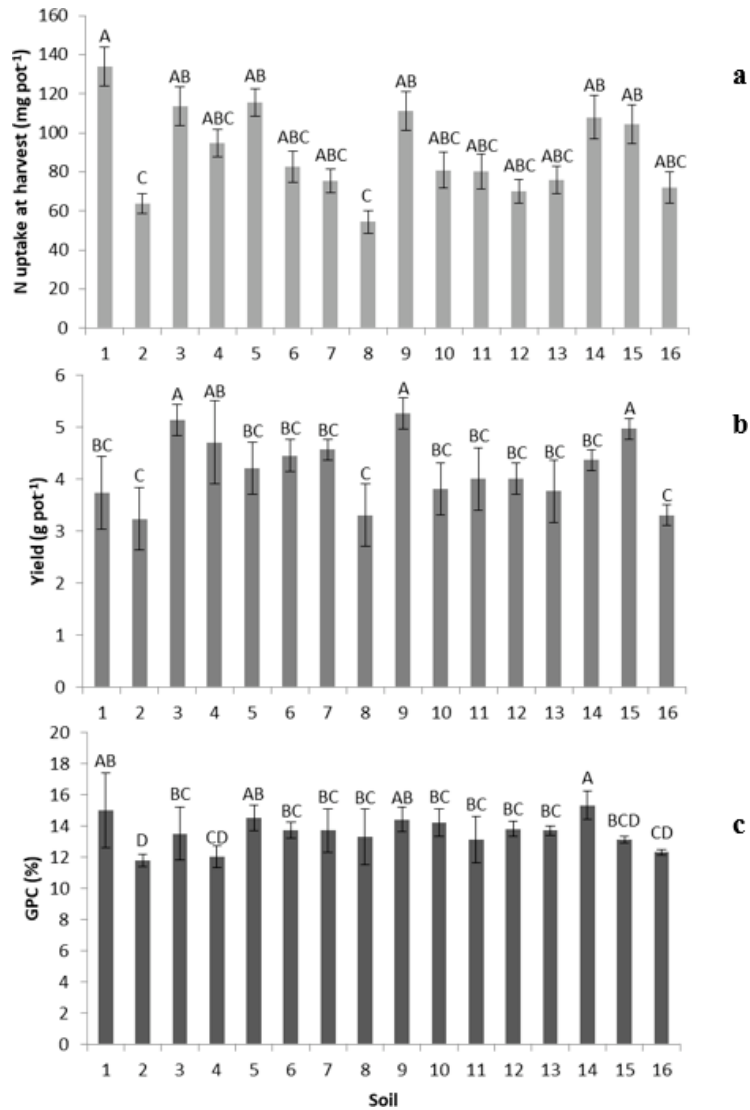 a
N uptake at harvest (mg pot⁻¹)
160
140
120
100
80
60
40
20
0
A
C
AB
ABC
AB
ABC
ABC
C
AB
ABC
ABC
ABC
ABC
AB
AB
ABC
1 2 3 4 5 6 7 8 9 10 11 12 13 14 15 16
b
Yield (g pot⁻¹)
6
5
4
3
2
1
0
BC
C
A
AB
BC
BC
BC
C
A
BC
BC
BC
BC
BC
A
C
1 2 3 4 5 6 7 8 9 10 11 12 13 14 15 16
c
GPC (%)
20
18
16
14
12
10
8
6
4
2
0
AB
D
BC
CD
AB
BC
BC
BC
AB
BC
BC
BC
BC
A
BCD
CD
1 2 3 4 5 6 7 8 9 10 11 12 13 14 15 16
Soil